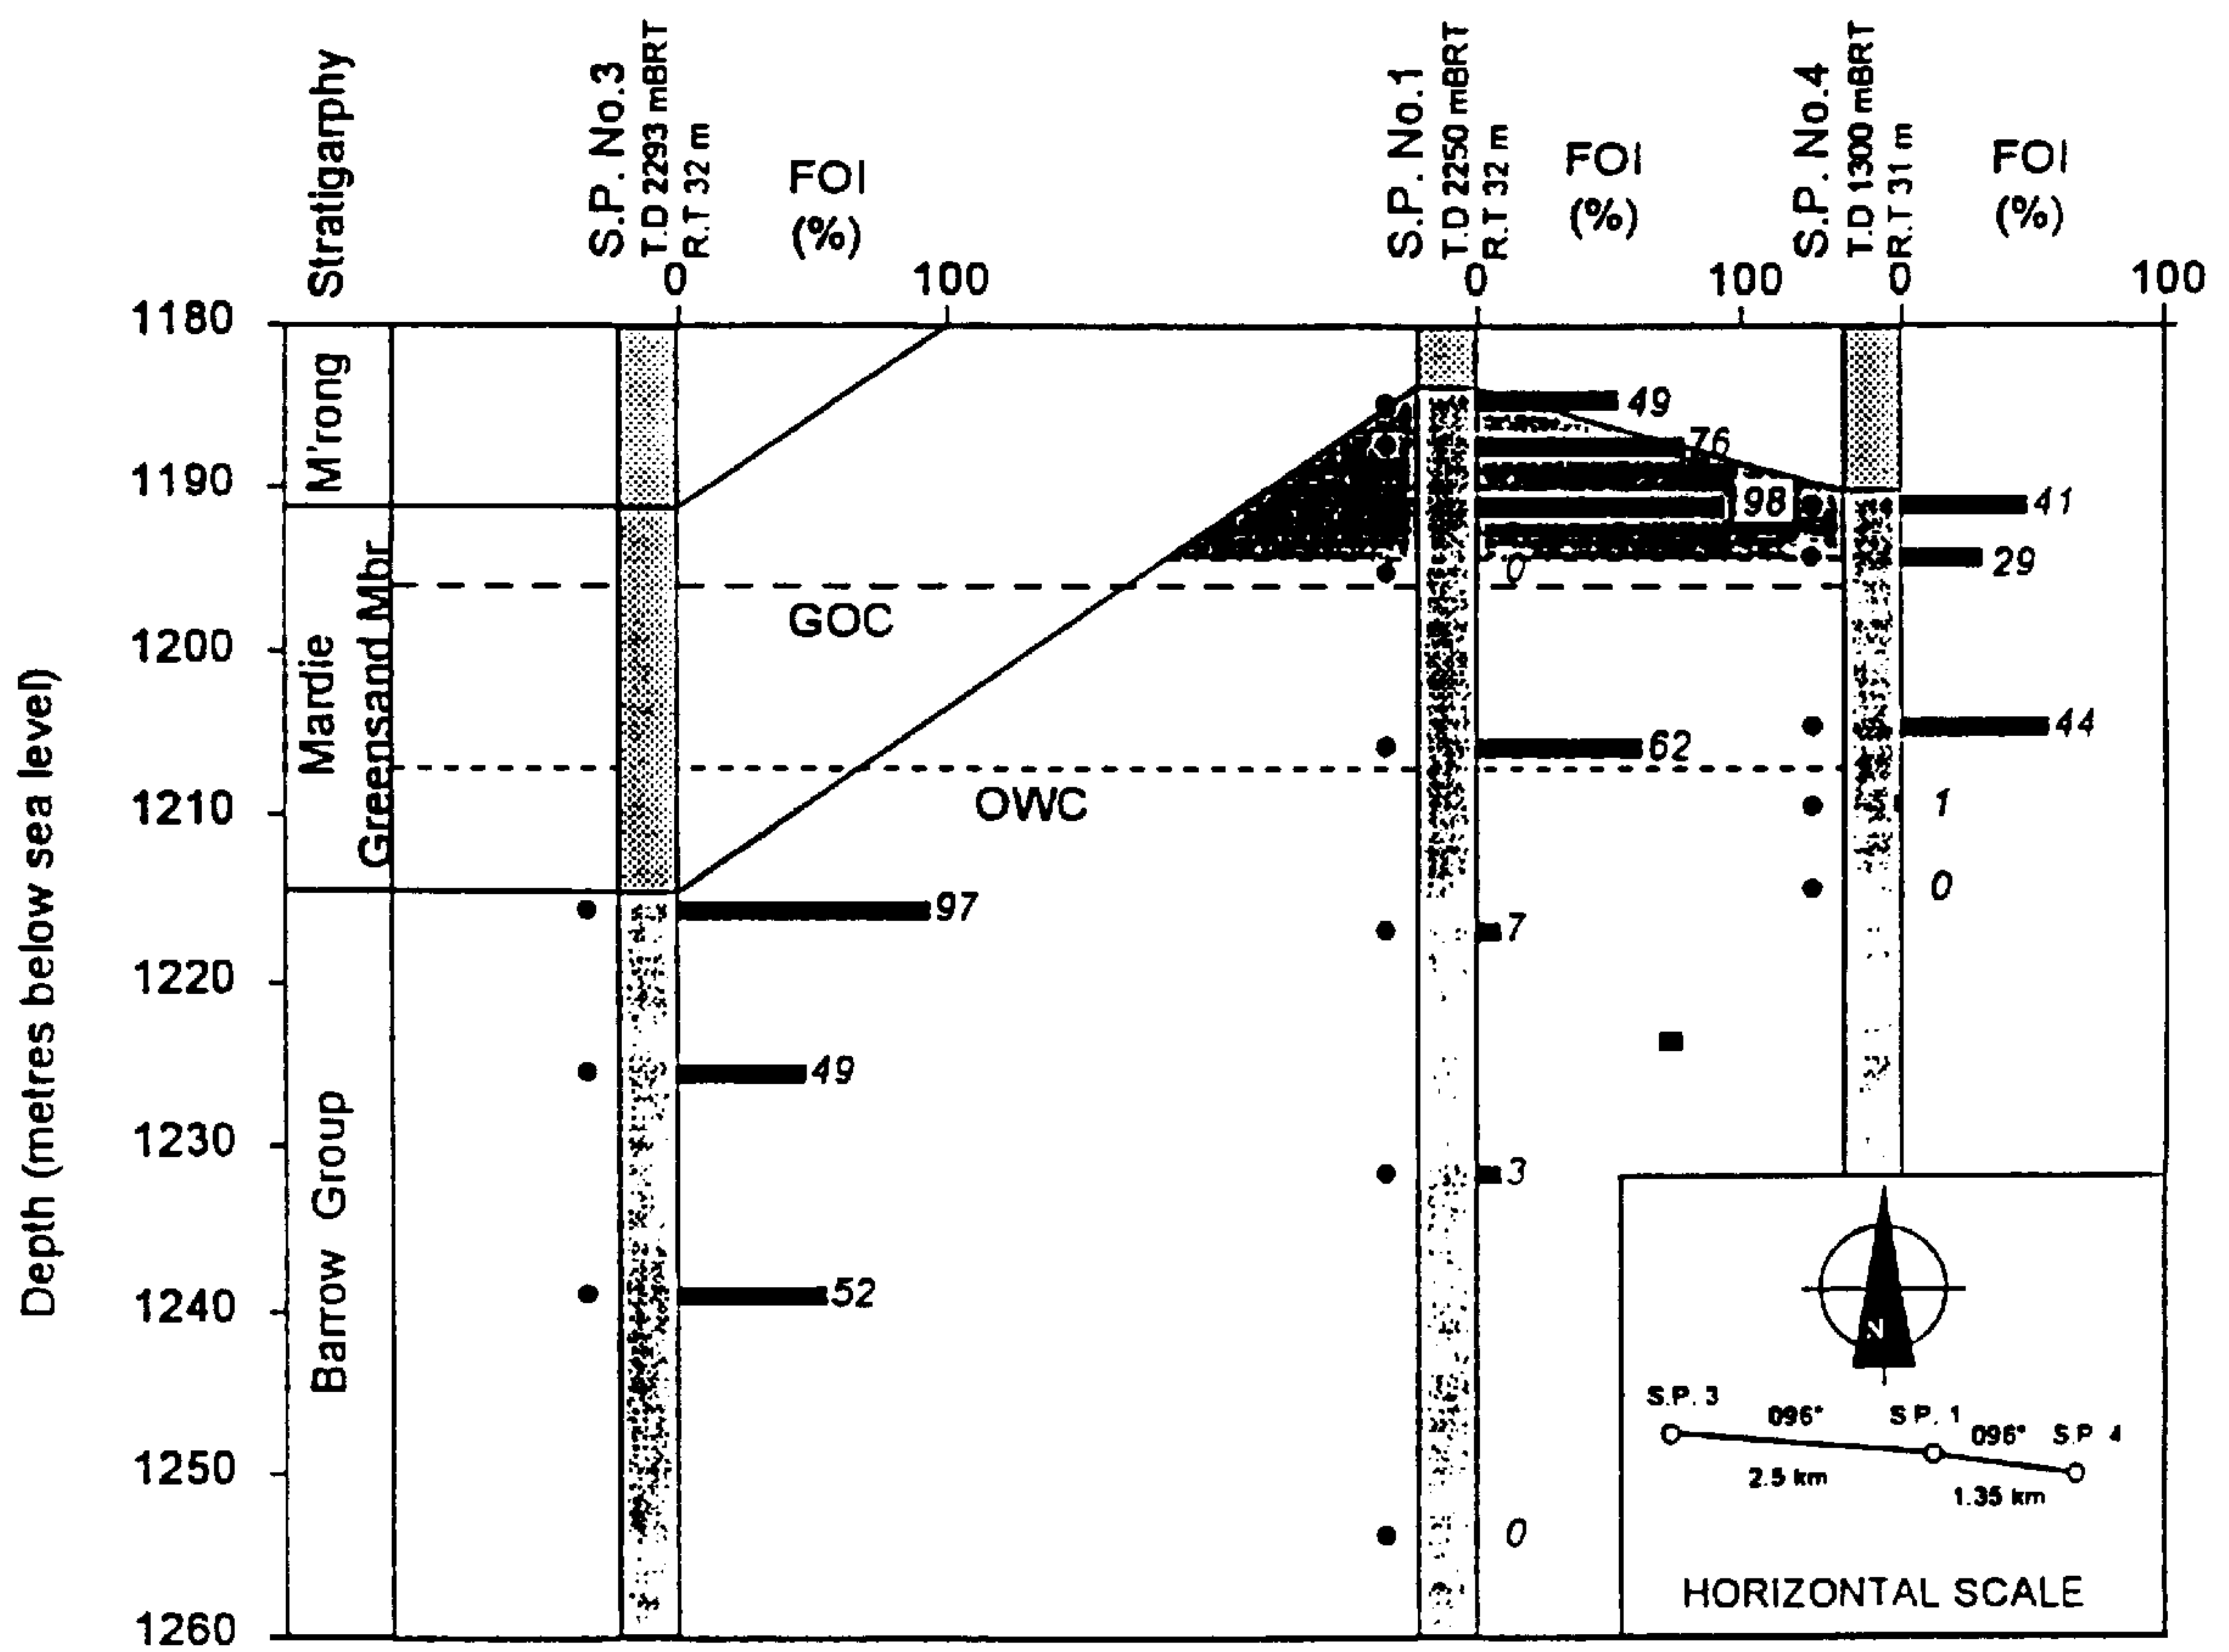 Stratigarphy
S.P. No.3
T.D 2293 mBRT
R.T 32 m
FOI
(%)
S.P. No.1
T.D 2250 mBRT
R.T 32 m
FOI
(%)
S.P. No.4
T.D 1300 mBRT
R.T 31 m
FOI
(%)
0 100 0 100 0 100
Depth (metres below sea level)
1180
1190
1200
1210
1220
1230
1240
1250
1260
M'rong
Mardie
Greensand Mbr
Barrow Group
GOC
OWC
97
49
52
49
76
98
0
62
7
3
0
41
29
44
1
0
N
S.P. 3
096°
S.P. 1
096°
S.P. 4
2.5 km
1.35 km
HORIZONTAL SCALE